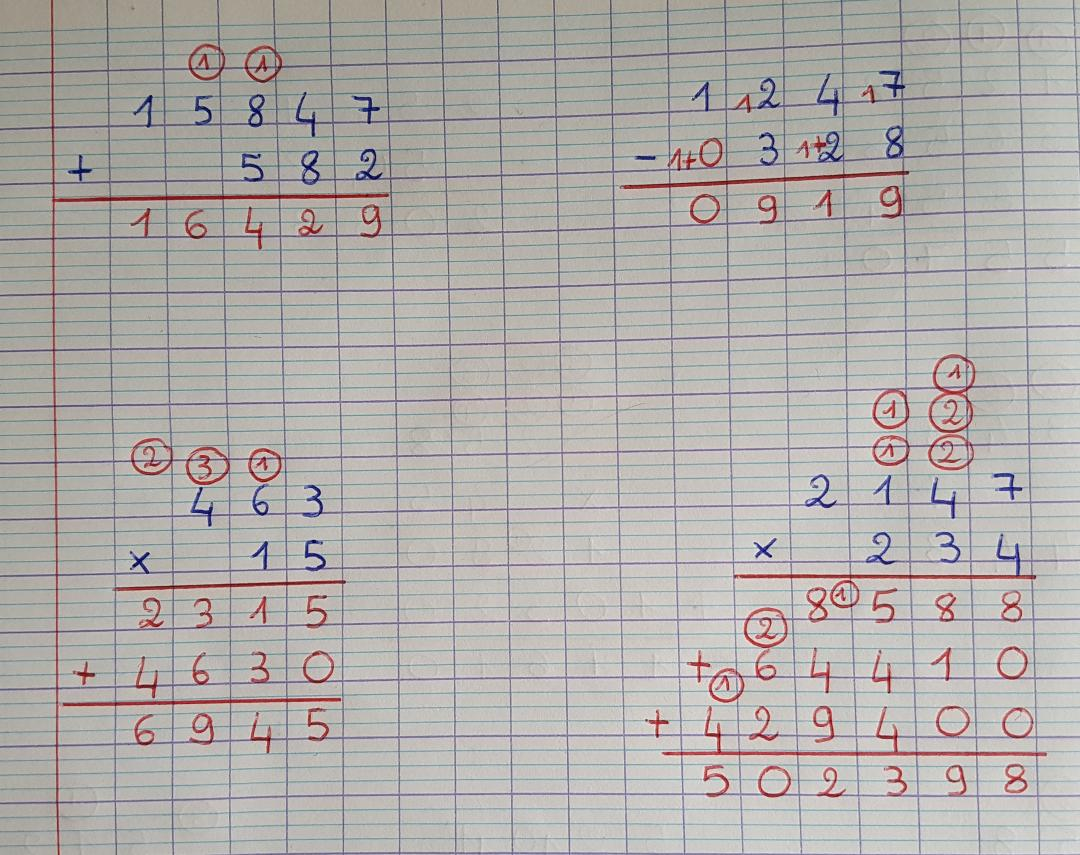 ① ①
1 5 8 4 7
+ 5 8 2
1 6 4 2 9
1 12 4 17
- 1+0 3 1+2 8
0 9 1 9
② ③ ①
4 6 3
x 1 5
2 3 1 5
+ 4 6 3 0
6 9 4 5
①
① ②
① ②
2 1 4 7
x 2 3 4
8 ① 5 8 8
②
+ 6 4 4 1 0
①
+ 4 2 9 4 0 0
5 0 2 3 9 8